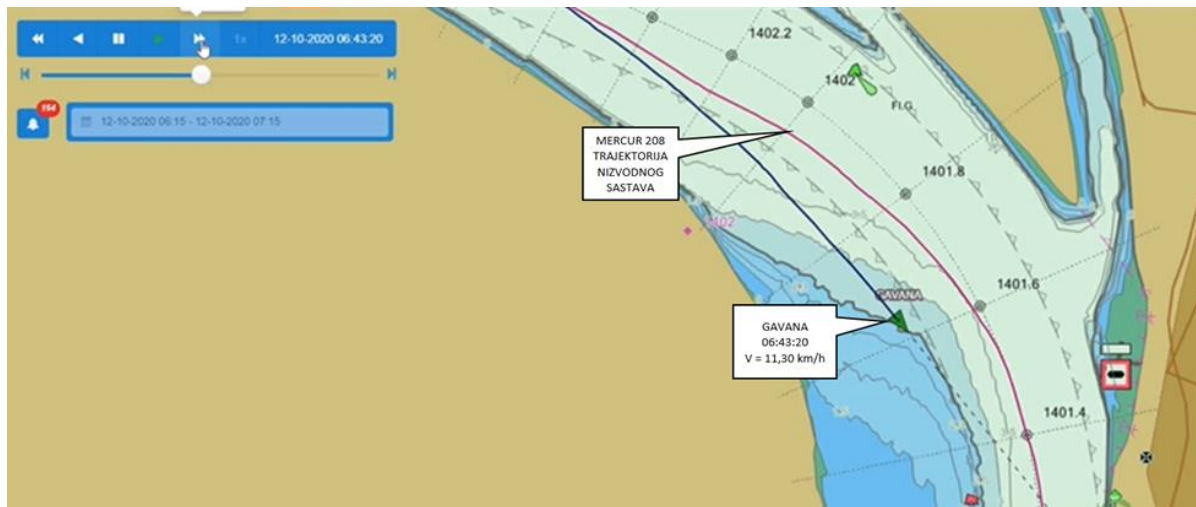 1x 12-10-2020 06:43:20
154
12-10-2020 06:15 - 12-10-2020 07:15
1402.2
1402
Fl.G.
MERCUR 208
TRAJEKTORIJA
NIZVODNOG
SASTAVA
1401.8
1402
1401.6
GAVANA
GAVANA
06:43:20
V = 11,30 km/h
1401.4